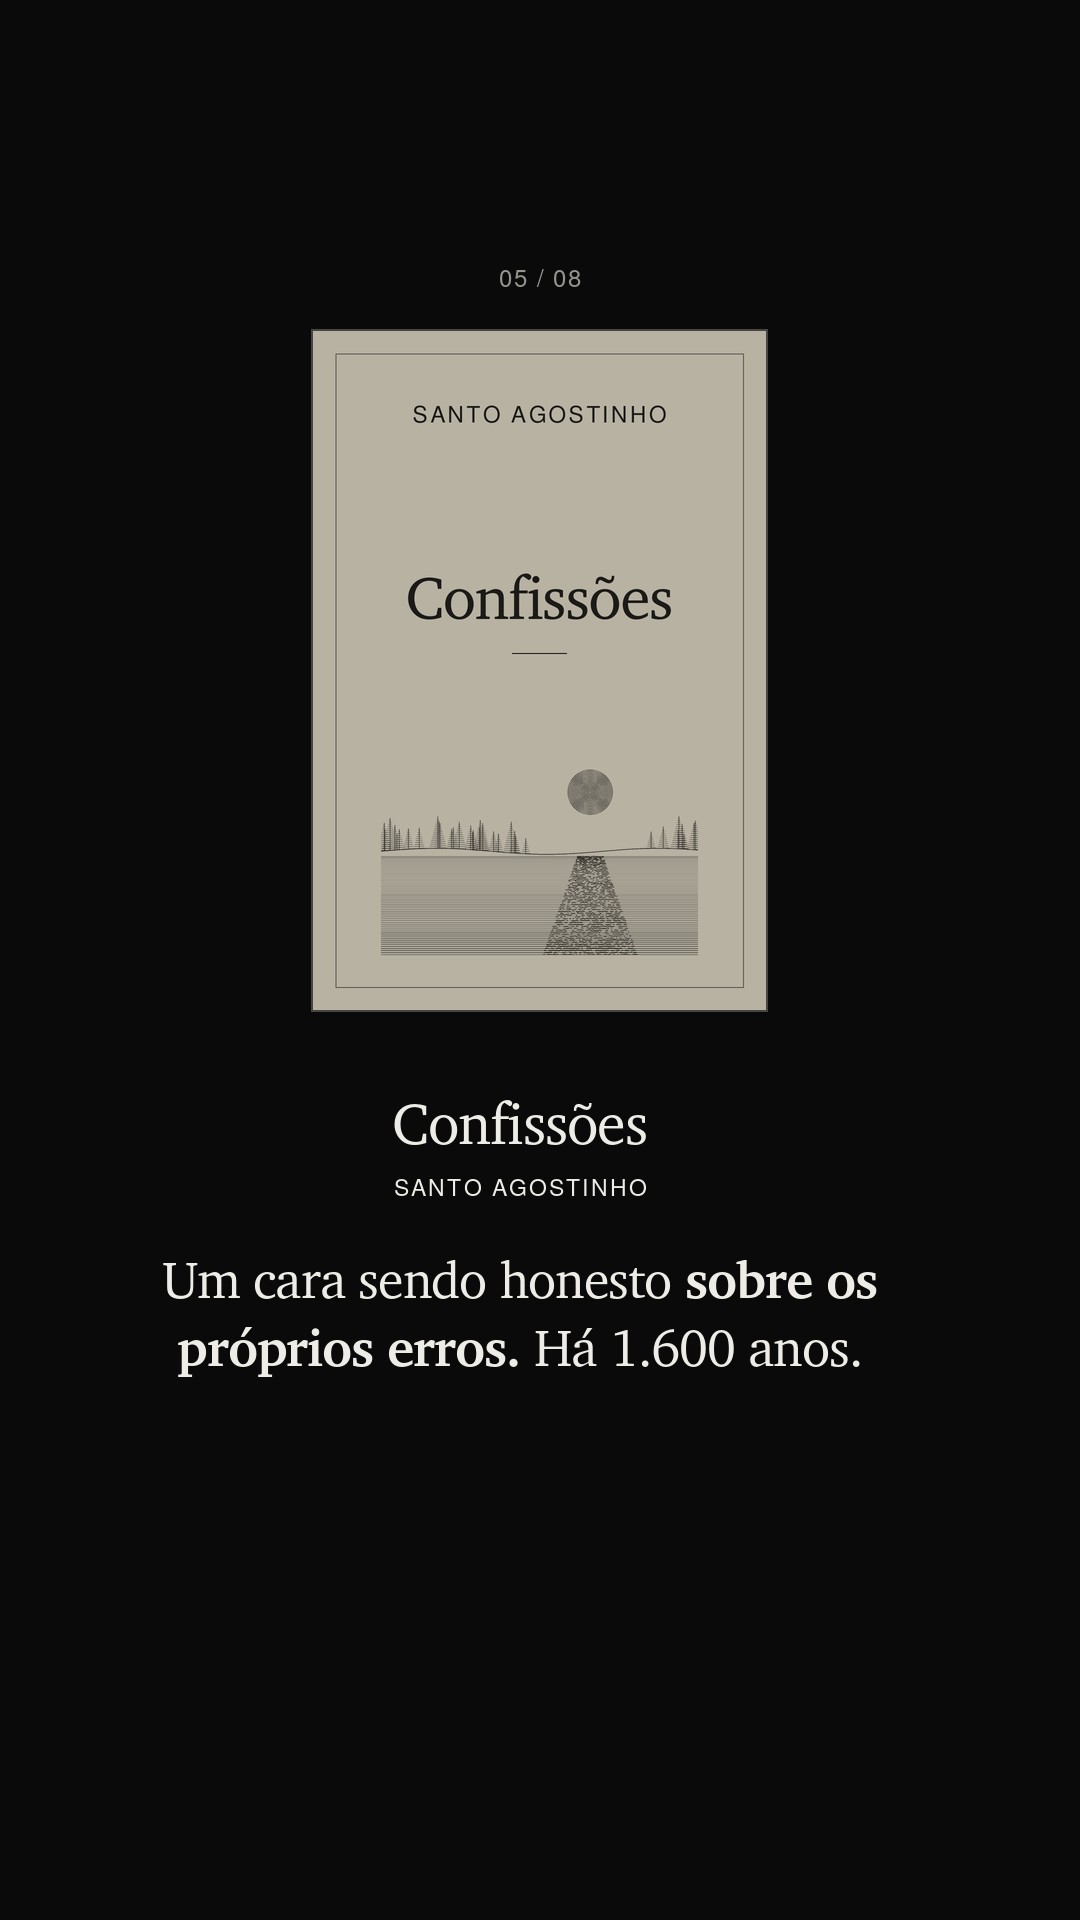 05 / 08
SANTO AGOSTINHO
Confissões
Confissões
SANTO AGOSTINHO
Um cara sendo honesto sobre os
próprios erros. Há 1.600 anos.